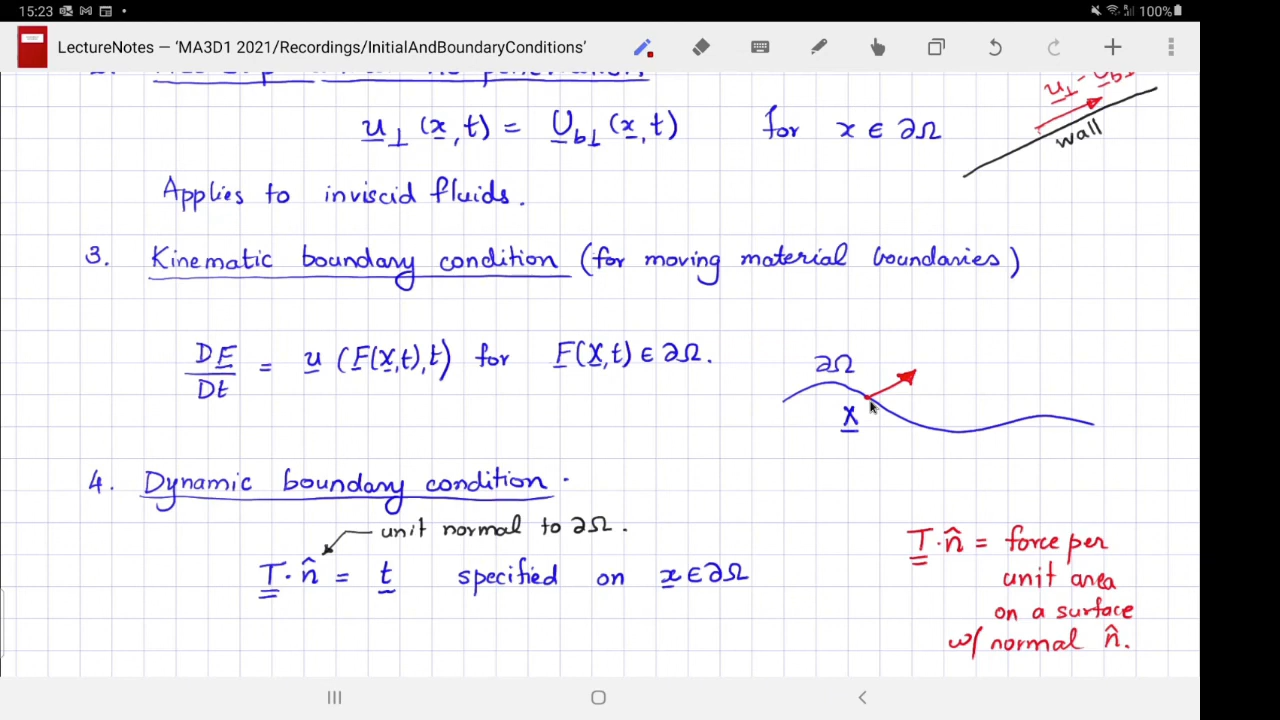 15:23 100%
LectureNotes — ‘MA3D1 2021/Recordings/InitialAndBoundaryConditions’
u⊥ (x,t) = U_b⊥ (x,t) for x ∈ ∂Ω
u⊥ - U_b⊥
wall
Applies to inviscid fluids.
3. Kinematic boundary condition (for moving material boundaries)
DF/Dt = u (F(X,t),t) for F(X,t) ∈ ∂Ω.
∂Ω
X
4. Dynamic boundary condition.
unit normal to ∂Ω.
T · n̂ = t specified on x ∈ ∂Ω
T · n̂ = force per
unit area
on a surface
w/ normal n̂.